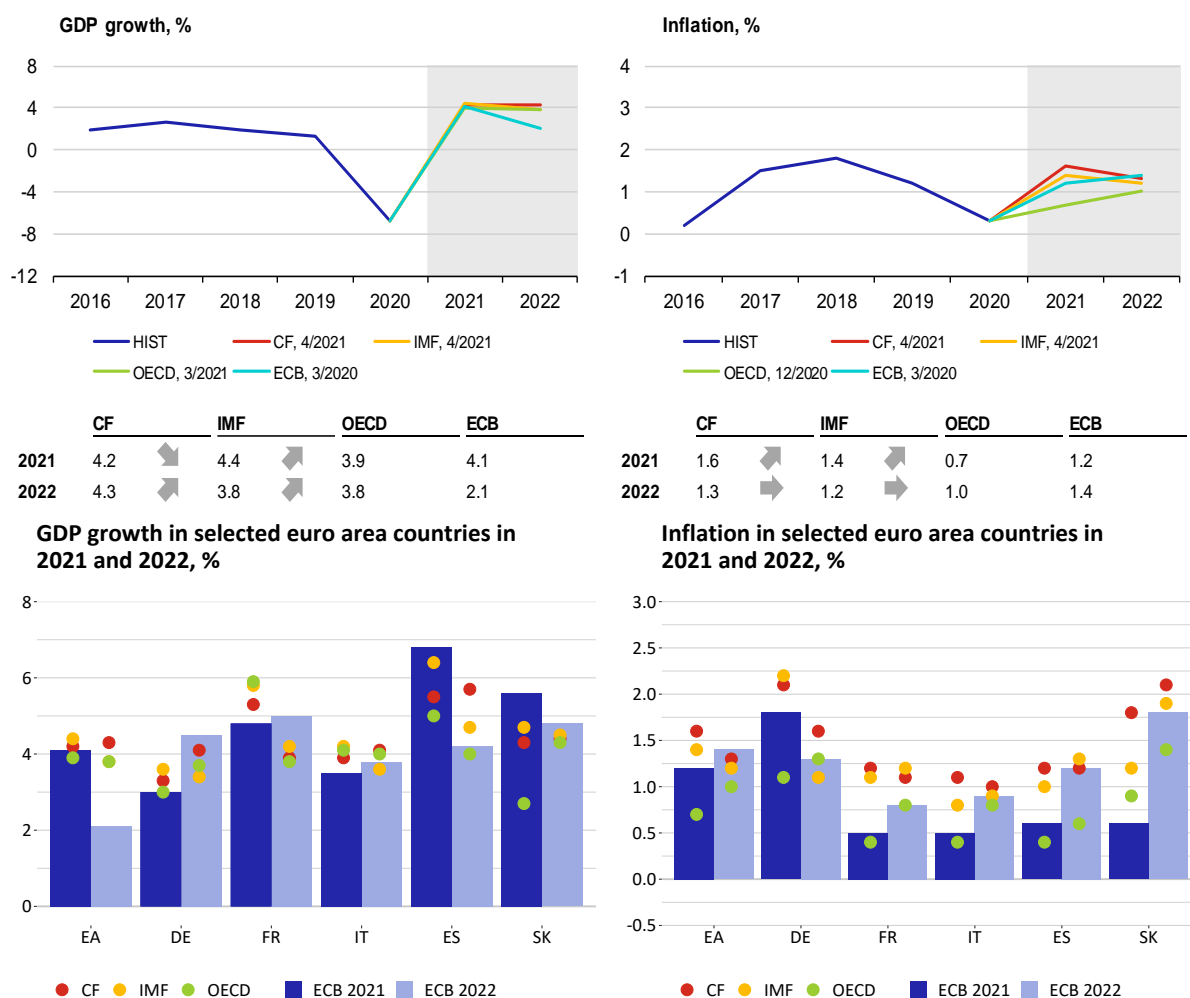 GDP growth, %
8
4
0
-4
-8
-12
2016 2017 2018 2019 2020 2021 2022
HIST CF, 4/2021 IMF, 4/2021
OECD, 3/2021 ECB, 3/2020
CF IMF OECD ECB
2021 4.2 4.4 3.9 4.1
2022 4.3 3.8 3.8 2.1
Inflation, %
4
3
2
1
0
-1
2016 2017 2018 2019 2020 2021 2022
HIST CF, 4/2021 IMF, 4/2021
OECD, 12/2020 ECB, 3/2020
CF IMF OECD ECB
2021 1.6 1.4 0.7 1.2
2022 1.3 1.2 1.0 1.4
GDP growth in selected euro area countries in
2021 and 2022, %
8
6
4
2
0
EA DE FR IT ES SK
CF IMF OECD ECB 2021 ECB 2022
Inflation in selected euro area countries in
2021 and 2022, %
3.0
2.5
2.0
1.5
1.0
0.5
0.0
-0.5
EA DE FR IT ES SK
CF IMF OECD ECB 2021 ECB 2022